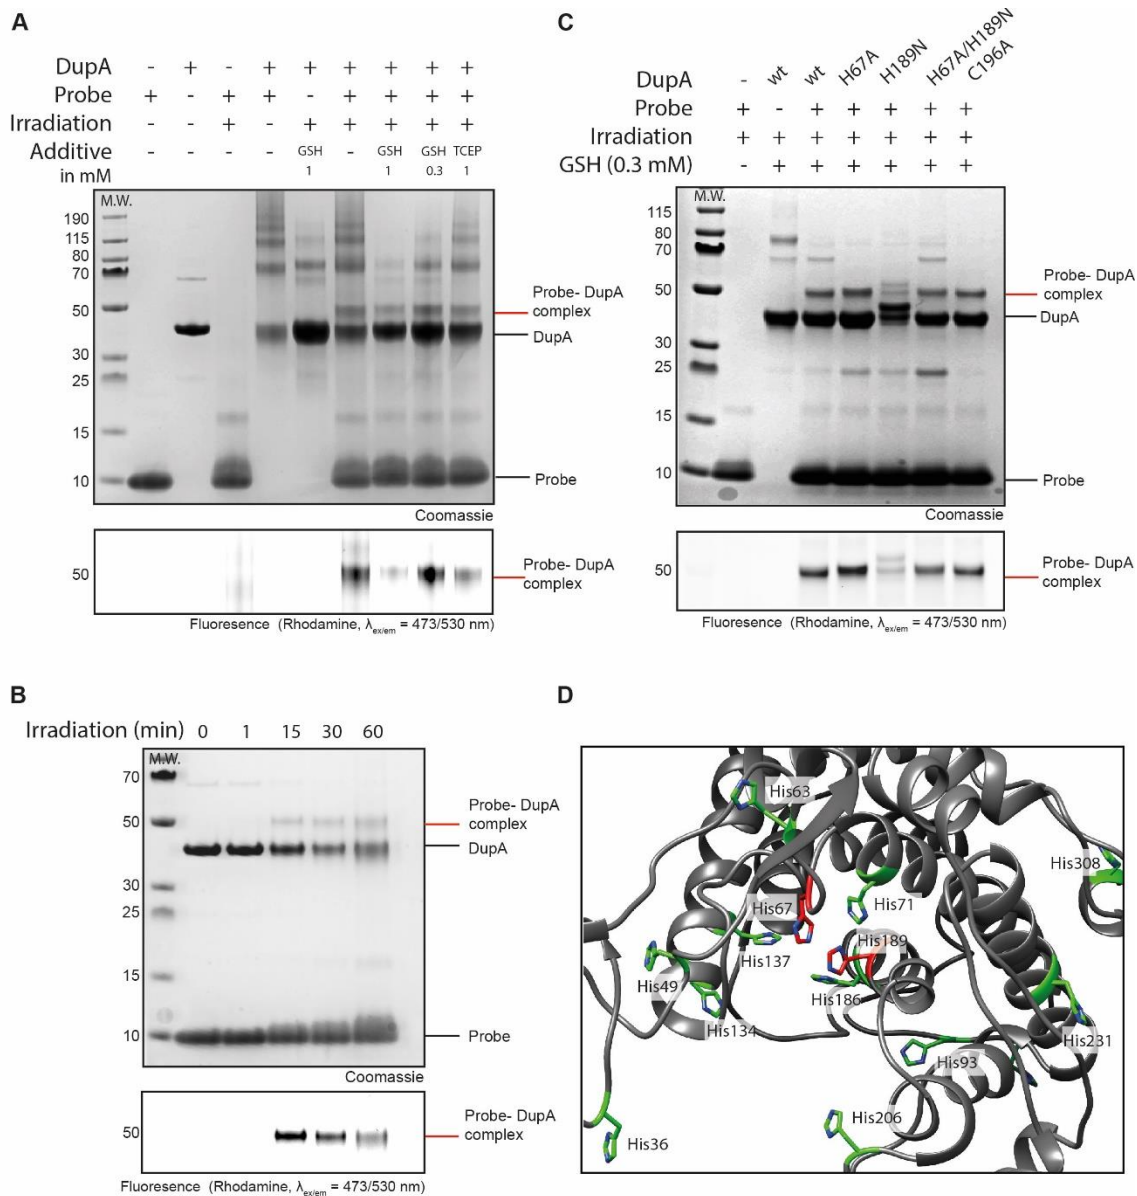 A
DupA - + - + + + + + +
Probe + - + + - + + + +
Irradiation - - + - + + + + +
Additive - - - - GSH - GSH GSH TCEP
in mM 1 1 0.3 1
M.W.
190
115
80
70
50
30
25
15
10
Probe- DupA
complex
DupA
Probe
Coomassie
50
Probe- DupA
complex
Fluoresence (Rhodamine, λex/em = 473/530 nm)
C
DupA - wt wt H67A H189N H67A/H189N C196A
Probe + - + + + + +
Irradiation + + + + + + +
GSH (0.3 mM) - + + + + + +
M.W.
115
80
70
50
30
25
15
10
Probe- DupA
complex
DupA
Probe
Coomassie
50
Probe- DupA
complex
Fluoresence (Rhodamine, λex/em = 473/530 nm)
B
Irradiation (min) 0 1 15 30 60
M.W.
70
50
30
25
15
10
Probe- DupA
complex
DupA
Probe
Coomassie
50
Probe- DupA
complex
Fluoresence (Rhodamine, λex/em = 473/530 nm)
D
His63
His308
His67
His71
His189
His137
His49
His186
His134
His231
His93
His206
His36